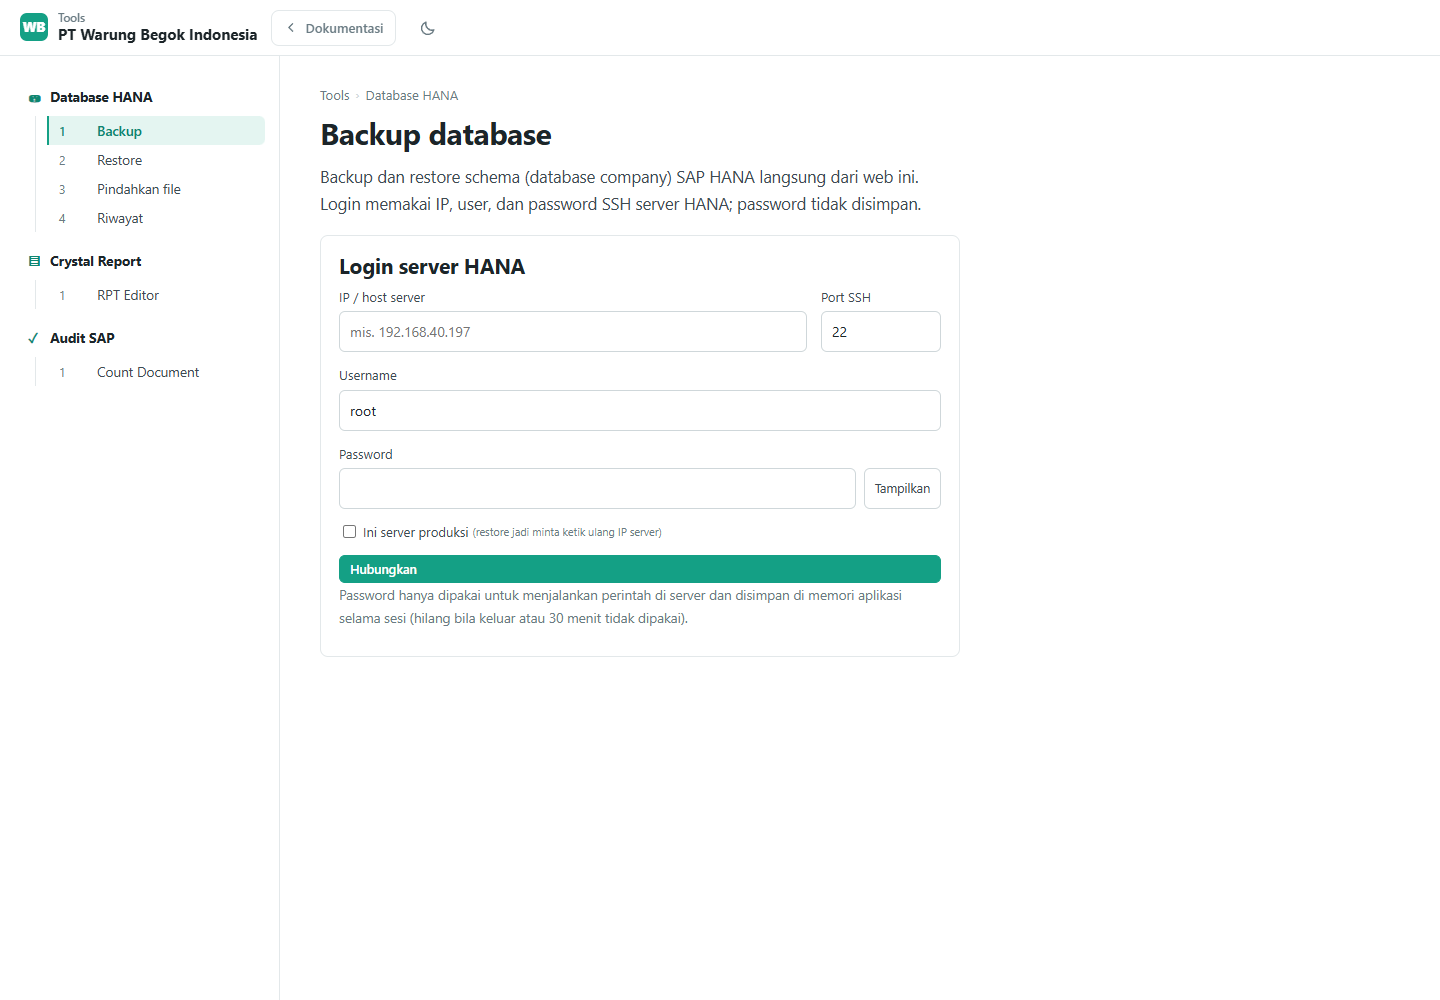 WB
Tools
PT Warung Begok Indonesia
Dokumentasi
Database HANA
1 Backup
2 Restore
3 Pindahkan file
4 Riwayat
Crystal Report
1 RPT Editor
Audit SAP
1 Count Document
Tools › Database HANA
Backup database
Backup dan restore schema (database company) SAP HANA langsung dari web ini.
Login memakai IP, user, dan password SSH server HANA; password tidak disimpan.
Login server HANA
IP / host server
Port SSH
mis. 192.168.40.197
22
Username
root
Password
Tampilkan
Ini server produksi (restore jadi minta ketik ulang IP server)
Hubungkan
Password hanya dipakai untuk menjalankan perintah di server dan disimpan di memori aplikasi
selama sesi (hilang bila keluar atau 30 menit tidak dipakai).